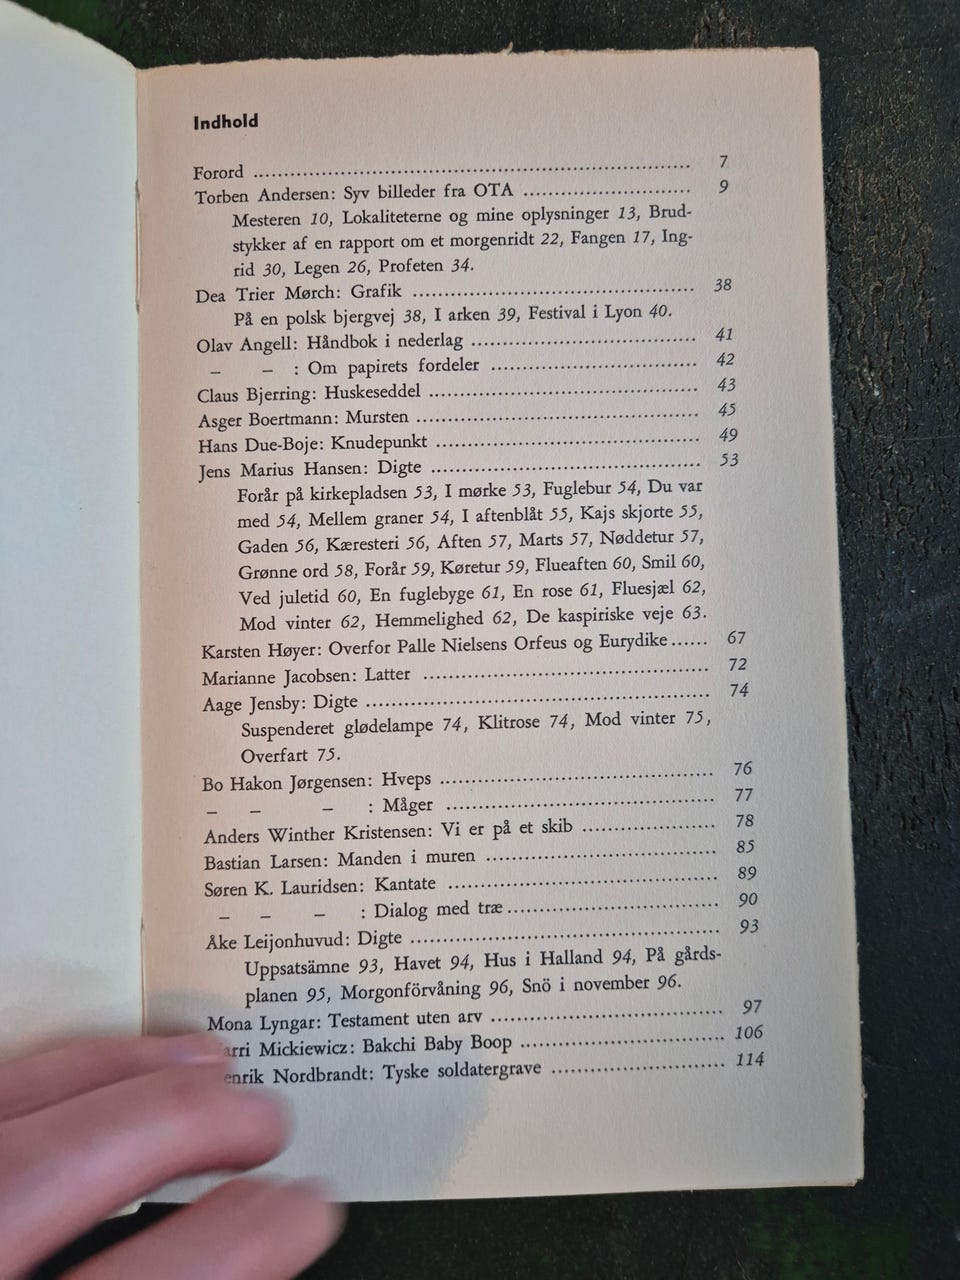 Indhold
Forord .......... 7
Torben Andersen: Syv billeder fra OTA .......... 9
Mesteren 10, Lokaliteterne og mine oplysninger 13, Brud-
stykker af en rapport om et morgenridt 22, Fangen 17, Ing-
rid 30, Legen 26, Profeten 34.
Dea Trier Mørch: Grafik .......... 38
På en polsk bjergvej 38, I arken 39, Festival i Lyon 40.
Olav Angell: Håndbok i nederlag .......... 41
– – : Om papirets fordeler .......... 42
Claus Bjerring: Huskeseddel .......... 43
Asger Boertmann: Mursten .......... 45
Hans Due-Boje: Knudepunkt .......... 49
Jens Marius Hansen: Digte .......... 53
Forår på kirkepladsen 53, I mørke 53, Fuglebur 54, Du var
med 54, Mellem graner 54, I aftenblåt 55, Kajs skjorte 55,
Gaden 56, Kæresteri 56, Aften 57, Marts 57, Nøddetur 57,
Grønne ord 58, Forår 59, Køretur 59, Flueaften 60, Smil 60,
Ved juletid 60, En fuglebyge 61, En rose 61, Fluesjæl 62,
Mod vinter 62, Hemmelighed 62, De kaspiriske veje 63.
Karsten Høyer: Overfor Palle Nielsens Orfeus og Eurydike ...... 67
Marianne Jacobsen: Latter .......... 72
Aage Jensby: Digte .......... 74
Suspenderet glødelampe 74, Klitrose 74, Mod vinter 75,
Overfart 75.
Bo Hakon Jørgensen: Hveps .......... 76
– – – : Måger .......... 77
Anders Winther Kristensen: Vi er på et skib .......... 78
Bastian Larsen: Manden i muren .......... 85
Søren K. Lauridsen: Kantate .......... 89
– – – : Dialog med træ .......... 90
Åke Leijonhuvud: Digte .......... 93
Uppsatsämne 93, Havet 94, Hus i Halland 94, På gårds-
planen 95, Morgonförvåning 96, Snö i november 96.
Mona Lyngar: Testament uten arv .......... 97
arri Mickiewicz: Bakchi Baby Boop .......... 106
enrik Nordbrandt: Tyske soldatergrave .......... 114